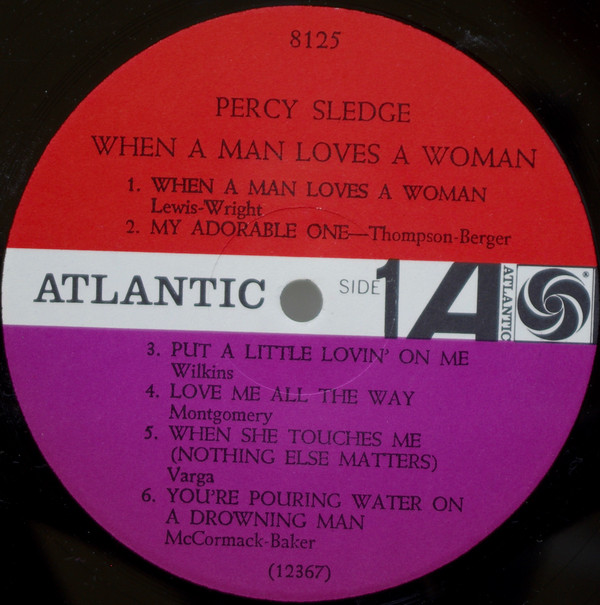 8125
PERCY SLEDGE
WHEN A MAN LOVES A WOMAN
1. WHEN A MAN LOVES A WOMAN
Lewis-Wright
2. MY ADORABLE ONE—Thompson-Berger
ATLANTIC SIDE 1 A ATLANTIC ®
3. PUT A LITTLE LOVIN' ON ME
Wilkins
4. LOVE ME ALL THE WAY
Montgomery
5. WHEN SHE TOUCHES ME
(NOTHING ELSE MATTERS)
Varga
6. YOU'RE POURING WATER ON
A DROWNING MAN
McCormack-Baker
(12367)